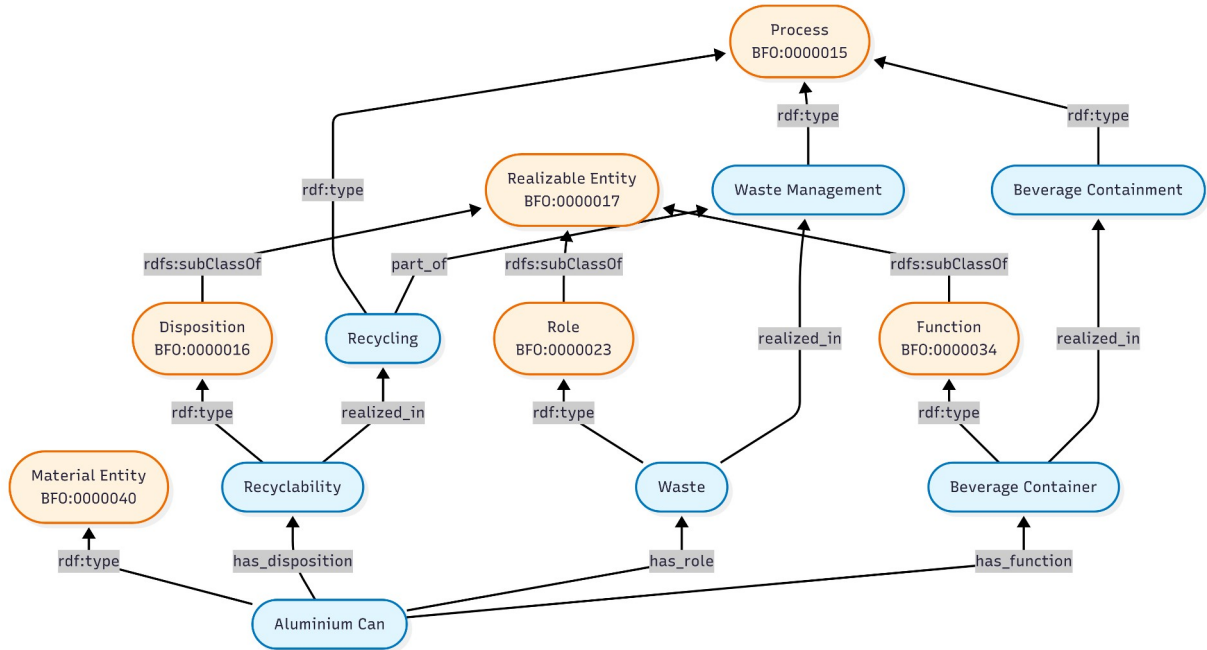 Process
BFO:0000015
rdf:type
rdf:type
rdf:type
Realizable Entity
BFO:0000017
Waste Management
Beverage Containment
rdfs:subClassOf
part_of
rdfs:subClassOf
rdfs:subClassOf
Disposition
BFO:0000016
Recycling
Role
BFO:0000023
realized_in
Function
BFO:0000034
realized_in
rdf:type
realized_in
rdf:type
rdf:type
Material Entity
BFO:0000040
Recyclability
Waste
Beverage Container
rdf:type
has_disposition
has_role
has_function
Aluminium Can